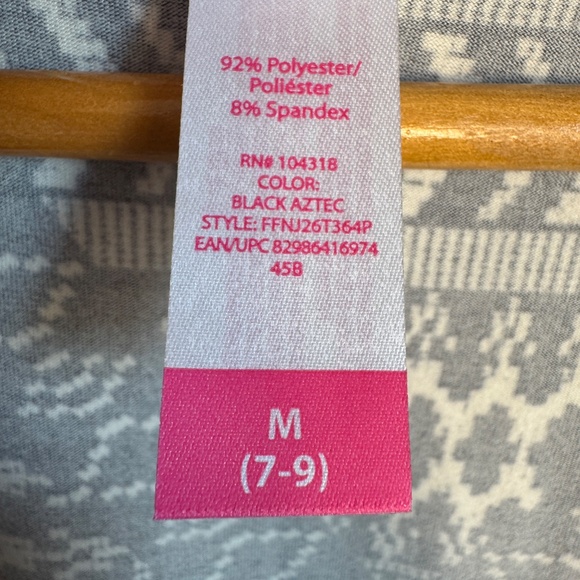 92% Polyester/
Poliéster
8% Spandex
RN# 104318
COLOR:
BLACK AZTEC
STYLE: FFNJ26T364P
EAN/UPC 82986416974
45B
M
(7-9)